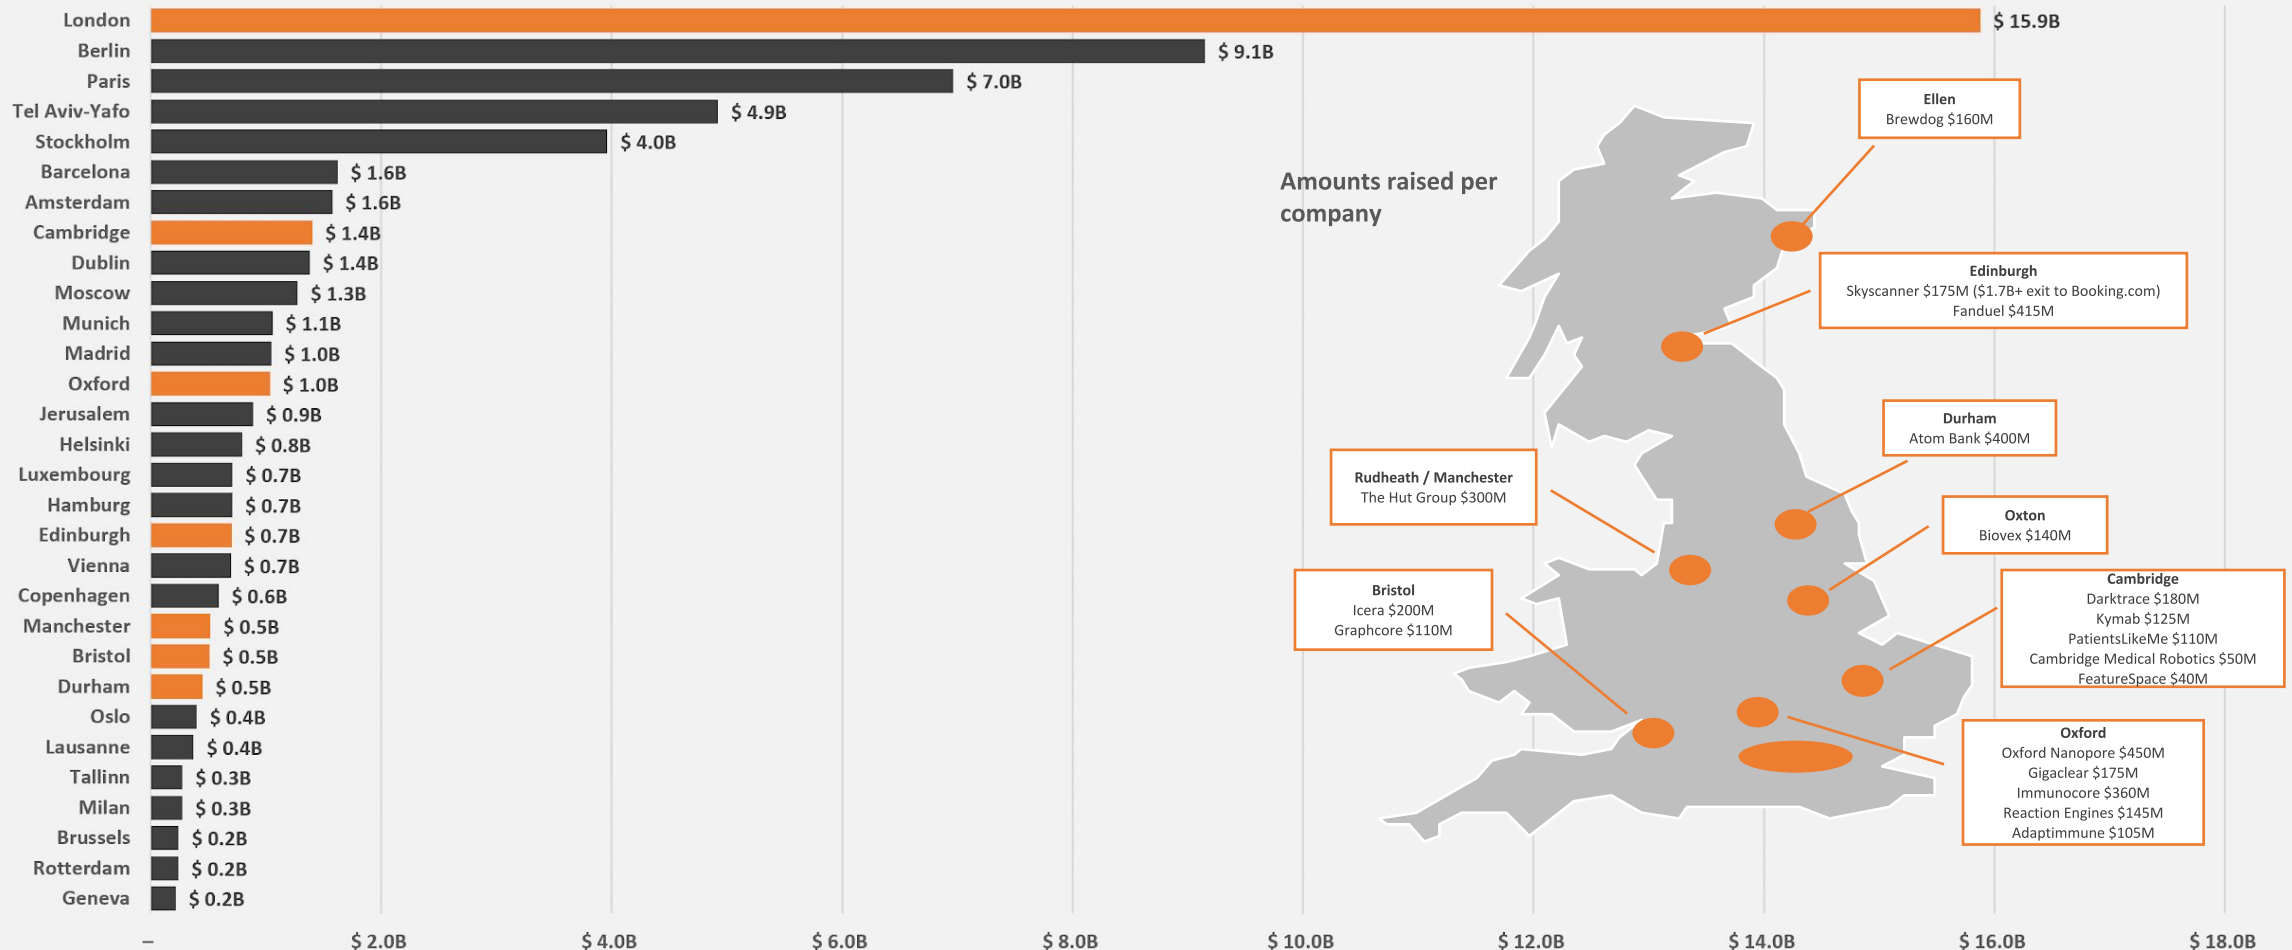 London $ 15.9B
Berlin $ 9.1B
Paris $ 7.0B
Tel Aviv-Yafo $ 4.9B
Stockholm $ 4.0B
Barcelona $ 1.6B
Amsterdam $ 1.6B
Cambridge $ 1.4B
Dublin $ 1.4B
Moscow $ 1.3B
Munich $ 1.1B
Madrid $ 1.0B
Oxford $ 1.0B
Jerusalem $ 0.9B
Helsinki $ 0.8B
Luxembourg $ 0.7B
Hamburg $ 0.7B
Edinburgh $ 0.7B
Vienna $ 0.7B
Copenhagen $ 0.6B
Manchester $ 0.5B
Bristol $ 0.5B
Durham $ 0.5B
Oslo $ 0.4B
Lausanne $ 0.4B
Tallinn $ 0.3B
Milan $ 0.3B
Brussels $ 0.2B
Rotterdam $ 0.2B
Geneva $ 0.2B
– $ 2.0B $ 4.0B $ 6.0B $ 8.0B $ 10.0B $ 12.0B $ 14.0B $ 16.0B $ 18.0B
Amounts raised per
company
Ellen
Brewdog $160M
Edinburgh
Skyscanner $175M ($1.7B+ exit to Booking.com)
Fanduel $415M
Durham
Atom Bank $400M
Rudheath / Manchester
The Hut Group $300M
Oxton
Biovex $140M
Bristol
Icera $200M
Graphcore $110M
Cambridge
Darktrace $180M
Kymab $125M
PatientsLikeMe $110M
Cambridge Medical Robotics $50M
FeatureSpace $40M
Oxford
Oxford Nanopore $450M
Gigaclear $175M
Immunocore $360M
Reaction Engines $145M
Adaptimmune $105M